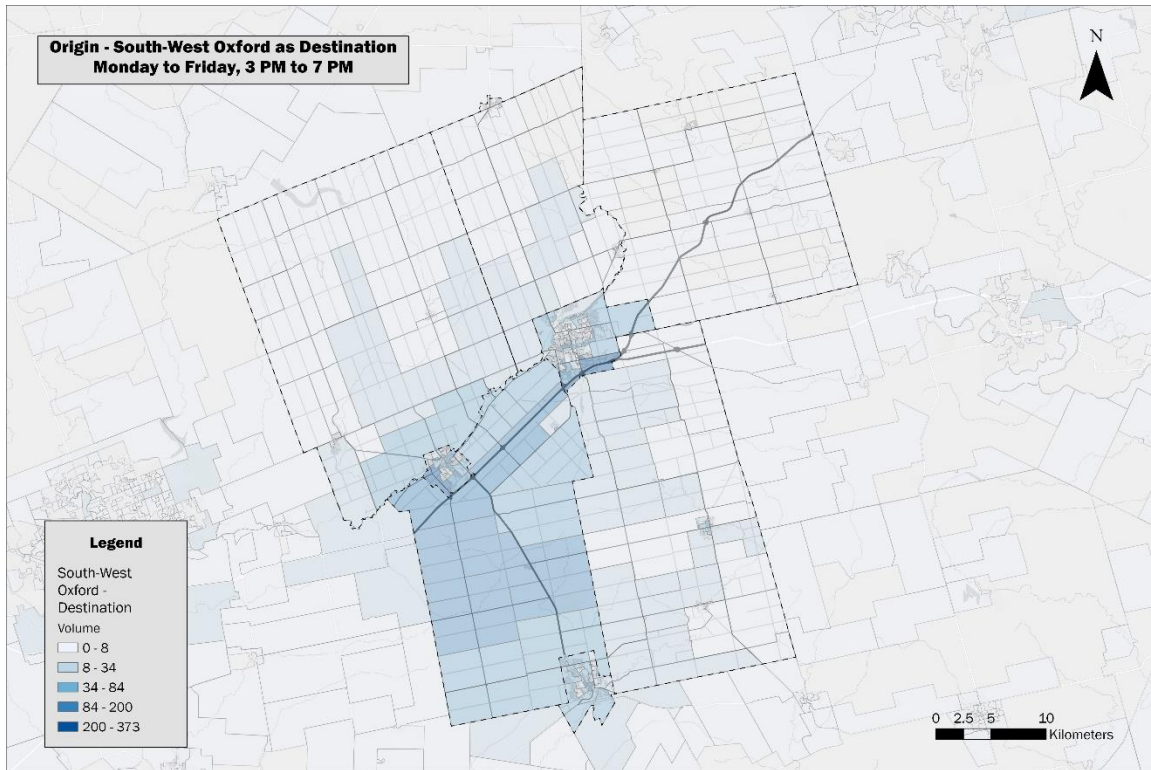 Origin - South-West Oxford as Destination
Monday to Friday, 3 PM to 7 PM
N
Legend
South-West
Oxford -
Destination
Volume
0 - 8
8 - 34
34 - 84
84 - 200
200 - 373
0 2.5 5 10
Kilometers